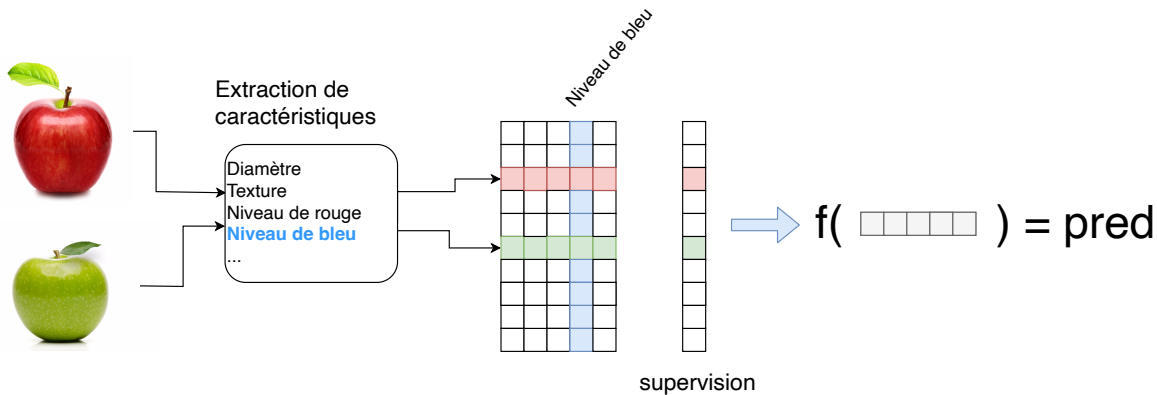 Extraction de
caractéristiques
Diamètre
Texture
Niveau de rouge
Niveau de bleu
...
Niveau de bleu
supervision
f( ) = pred